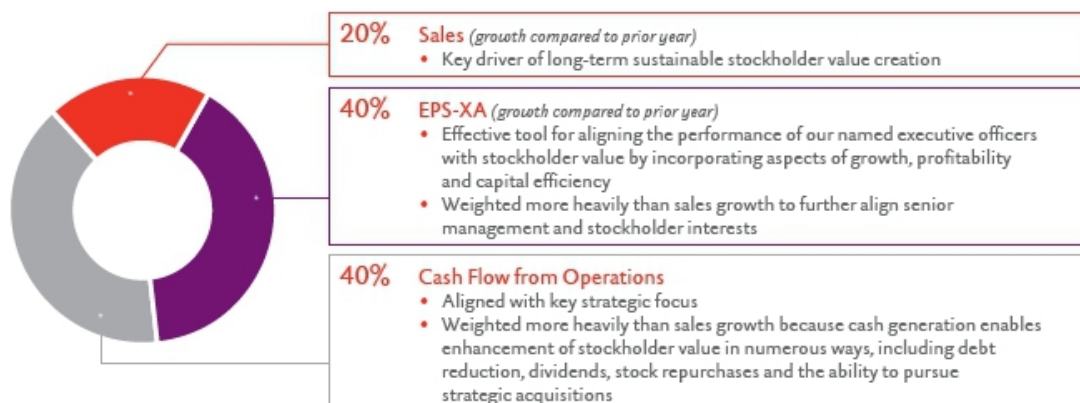 20% Sales (growth compared to prior year)
• Key driver of long-term sustainable stockholder value creation
40% EPS-XA (growth compared to prior year)
• Effective tool for aligning the performance of our named executive officers
with stockholder value by incorporating aspects of growth, profitability
and capital efficiency
• Weighted more heavily than sales growth to further align senior
management and stockholder interests
40% Cash Flow from Operations
• Aligned with key strategic focus
• Weighted more heavily than sales growth because cash generation enables
enhancement of stockholder value in numerous ways, including debt
reduction, dividends, stock repurchases and the ability to pursue
strategic acquisitions